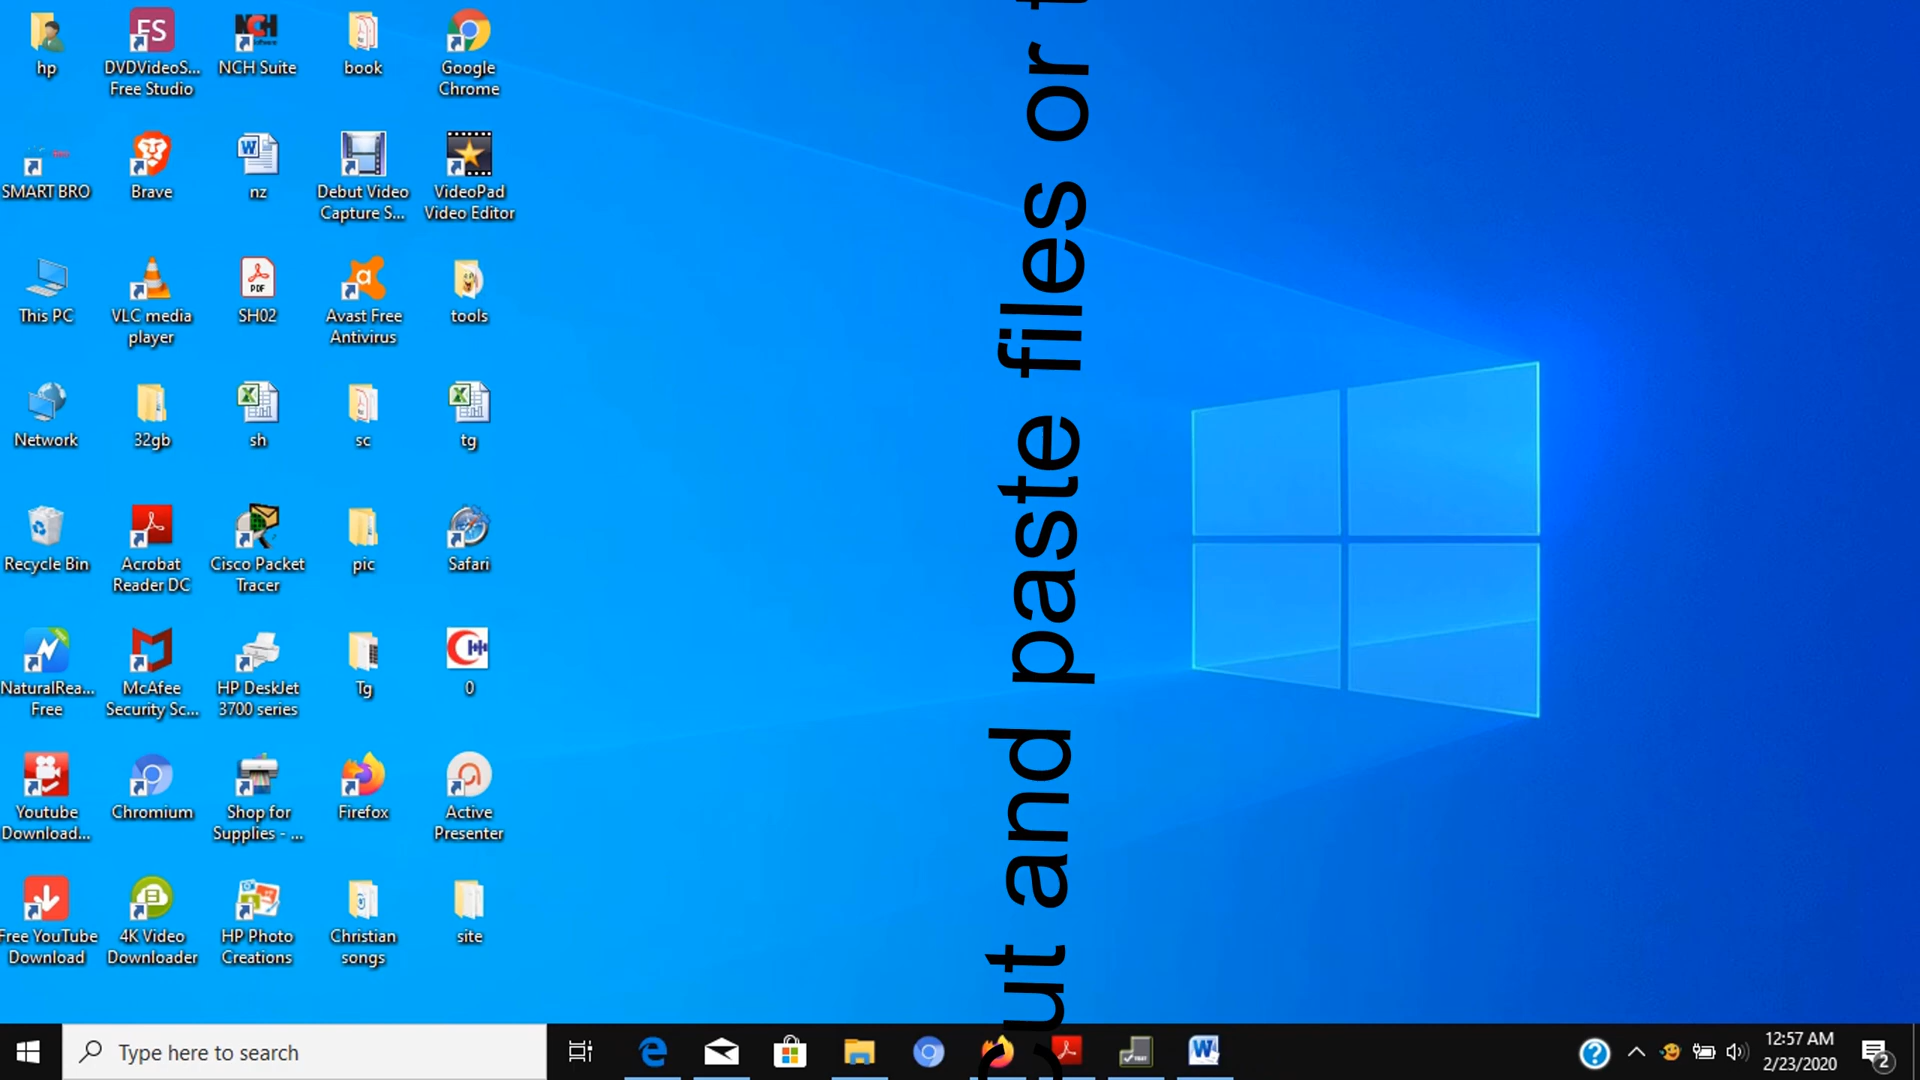 hp
DVDVideoS...
Free Studio
NCH Suite
book
Google
Chrome
SMART BRO
Brave
nz
Debut Video
Capture S...
VideoPad
Video Editor
This PC
VLC media
player
PDF
SH02
Avast Free
Antivirus
tools
Network
32gb
sh
sc
tg
Recycle Bin
Acrobat
Reader DC
Cisco Packet
Tracer
pic
Safari
NaturalRea...
Free
McAfee
Security Sc...
HP DeskJet
3700 series
Tg
0
Youtube
Download...
Chromium
Shop for
Supplies - ...
Firefox
Active
Presenter
Free YouTube
Download
4K Video
Downloader
HP Photo
Creations
Christian
songs
site
ut and paste files or
Type here to search
12:57 AM
2/23/2020
2